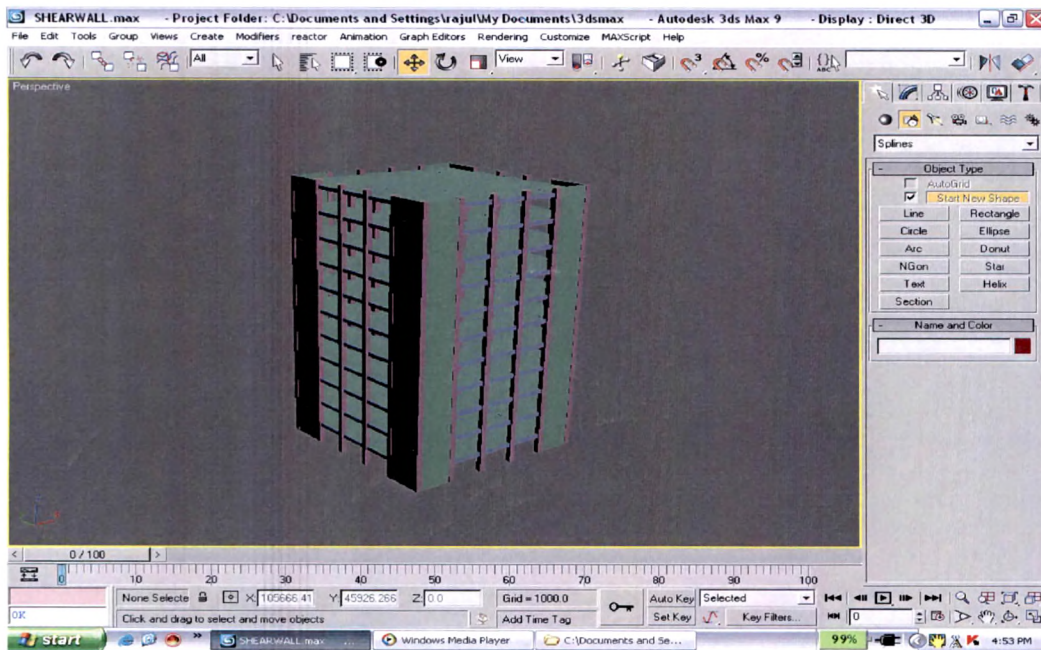 SHEARWALL.max - Project Folder: C:\Documents and Settings\rajul\My Documents\3dsmax - Autodesk 3ds Max 9 - Display : Direct 3D
File Edit Tools Group Views Create Modifiers reactor Animation Graph Editors Rendering Customize MAXScript Help
All View
Perspective
Splines
- Object Type
AutoGrid
Start New Shape
Line Rectangle
Circle Ellipse
Arc Donut
NGon Star
Text Helix
Section
- Name and Color
< 0 / 100 >
0 10 20 30 40 50 60 70 80 90 100
None Selecte X: 105666.41 Y: 45926.266 Z: 0.0 Grid = 1000.0 Auto Key Selected
OK Click and drag to select and move objects Add Time Tag Set Key Key Filters... 0
start » SHEARWALL.max ... Windows Media Player C:\Documents and Se... 99% 4:53 PM